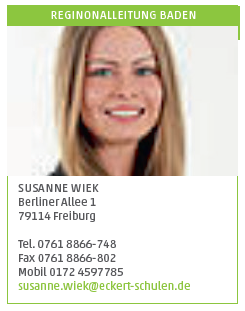 REGINONALLEITUNG BADEN
SUSANNE WIEK
Berliner Allee 1
79114 Freiburg
Tel. 0761 8866-748
Fax 0761 8866-802
Mobil 0172 4597785
susanne.wiek@eckert-schulen.de